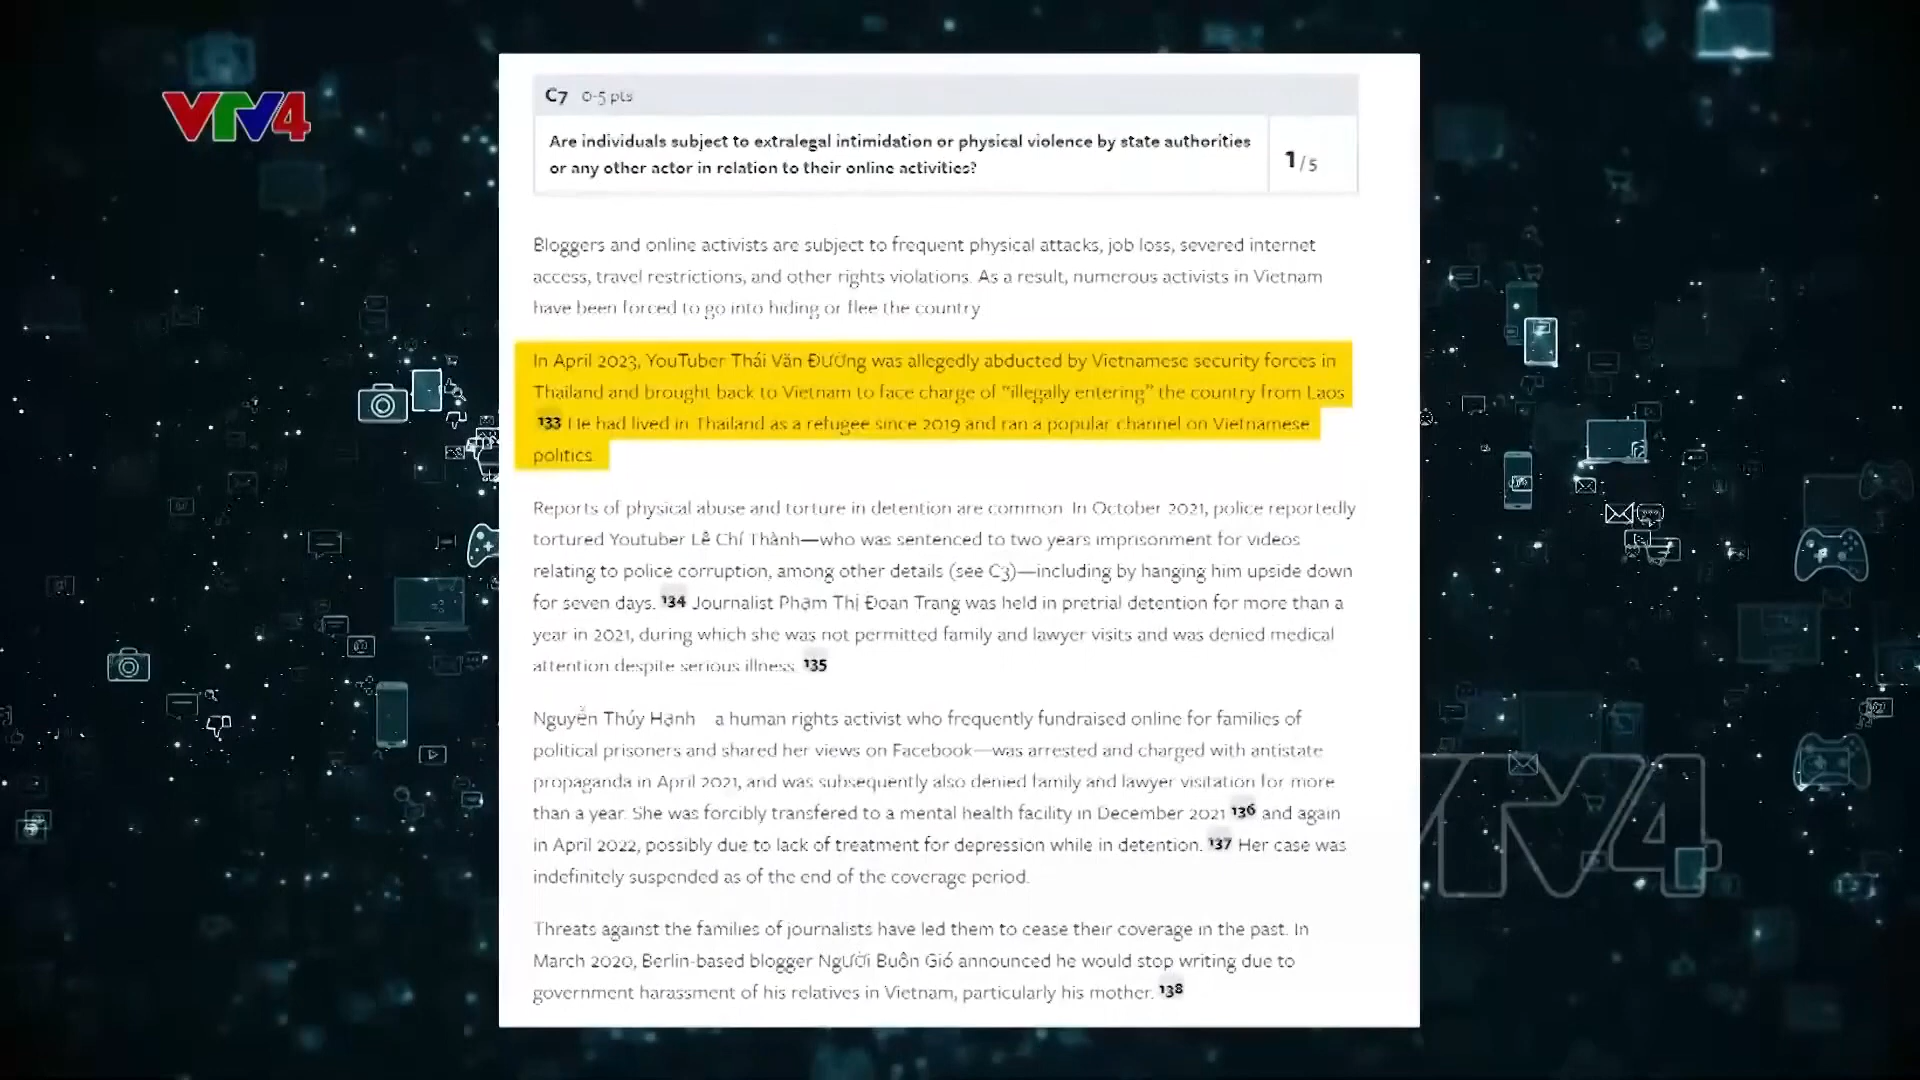 VTV4
C7 0-5 pts
Are individuals subject to extralegal intimidation or physical violence by state authorities
or any other actor in relation to their online activities?
1/5
Bloggers and online activists are subject to frequent physical attacks, job loss, severed internet
access, travel restrictions, and other rights violations. As a result, numerous activists in Vietnam
have been forced to go into hiding or flee the country
In April 2023, YouTuber Thái Văn Đường was allegedly abducted by Vietnamese security forces in
Thailand and brought back to Vietnam to face charge of “illegally entering” the country from Laos
133 He had lived in Thailand as a refugee since 2019 and ran a popular channel on Vietnamese
politics.
Reports of physical abuse and torture in detention are common. In October 2021, police reportedly
tortured Youtuber Lê Chí Thành—who was sentenced to two years imprisonment for videos
relating to police corruption, among other details (see C3)—including by hanging him upside down
for seven days. 134 Journalist Phạm Thị Đoan Trang was held in pretrial detention for more than a
year in 2021, during which she was not permitted family and lawyer visits and was denied medical
attention despite serious illness. 135
Nguyễn Thúy Hạnh a human rights activist who frequently fundraised online for families of
political prisoners and shared her views on Facebook—was arrested and charged with antistate
propaganda in April 2021, and was subsequently also denied family and lawyer visitation for more
than a year. She was forcibly transfered to a mental health facility in December 2021 136 and again
in April 2022, possibly due to lack of treatment for depression while in detention. 137 Her case was
indefinitely suspended as of the end of the coverage period.
Threats against the families of journalists have led them to cease their coverage in the past. In
March 2020, Berlin-based blogger Người Buôn Gió announced he would stop writing due to
government harassment of his relatives in Vietnam, particularly his mother. 138
VTV4